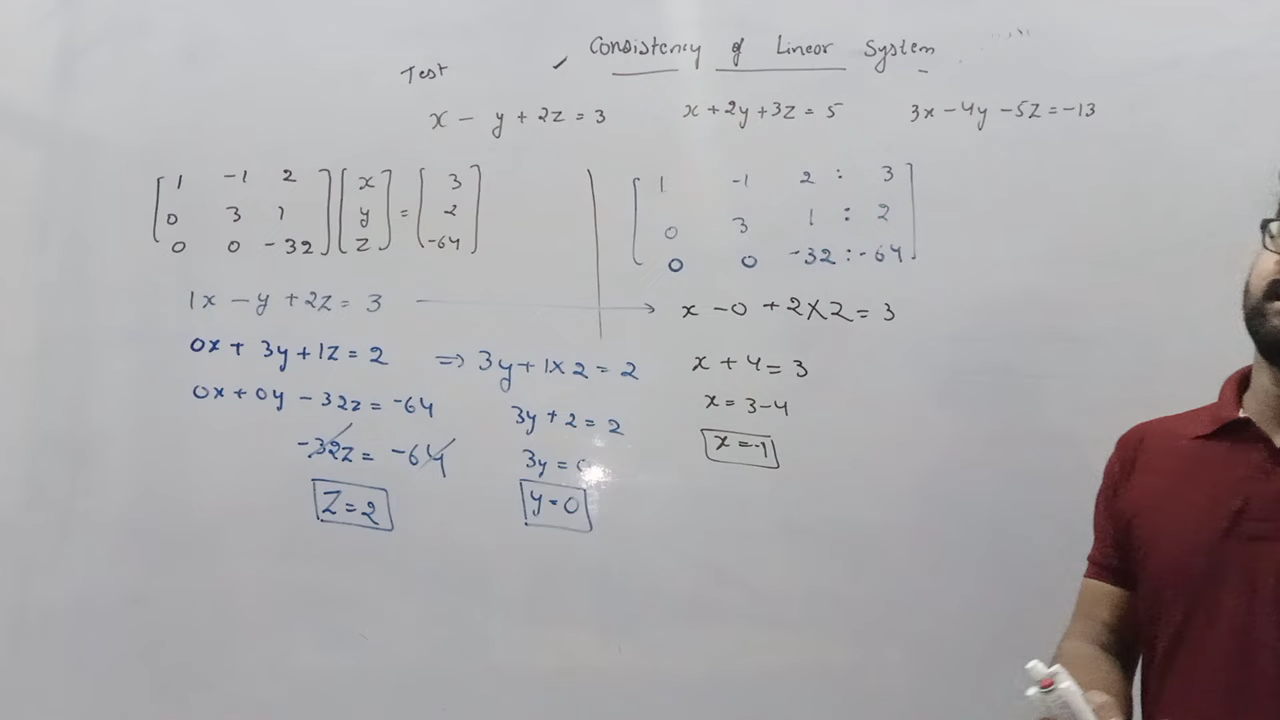 Consistency of Linear System
Test
x - y + 2z = 3 x + 2y + 3z = 5 3x - 4y - 5z = -13
[1 -1 2] [x] = [3] [1 -1 2 : 3]
[0 3 1] [y] [2] [0 3 1 : 2]
[0 0 -32] [z] [-64] [0 0 -32 : -64]
1x - y + 2z = 3 → x - 0 + 2×2 = 3
0x + 3y + 1z = 2 ⇒ 3y + 1×2 = 2 x + 4 = 3
0x + 0y - 32z = -64 3y + 2 = 2 x = 3-4
-32z = -64 3y = x = -1
z = 2 y = 0